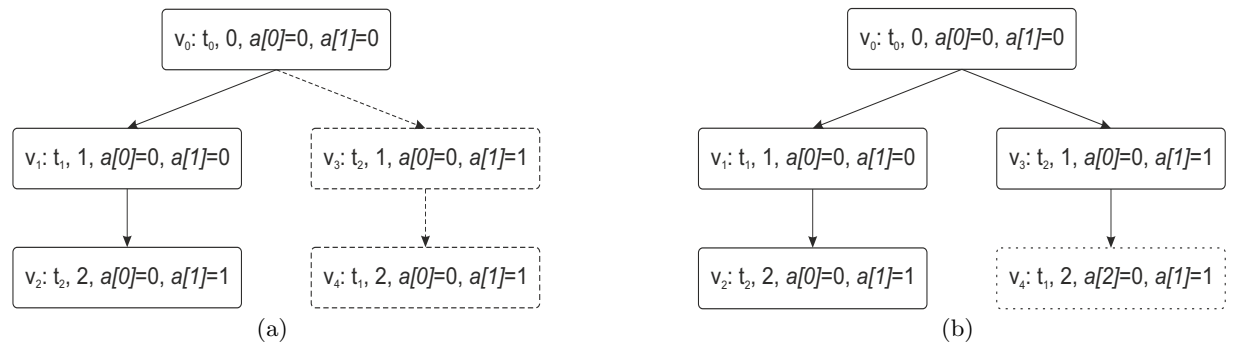 v₀: t₀, 0, a[0]=0, a[1]=0
v₁: t₁, 1, a[0]=0, a[1]=0
v₃: t₂, 1, a[0]=0, a[1]=1
v₂: t₂, 2, a[0]=0, a[1]=1
v₄: t₁, 2, a[0]=0, a[1]=1
(a)
v₀: t₀, 0, a[0]=0, a[1]=0
v₁: t₁, 1, a[0]=0, a[1]=0
v₃: t₂, 1, a[0]=0, a[1]=1
v₂: t₂, 2, a[0]=0, a[1]=1
v₄: t₁, 2, a[2]=0, a[1]=1
(b)